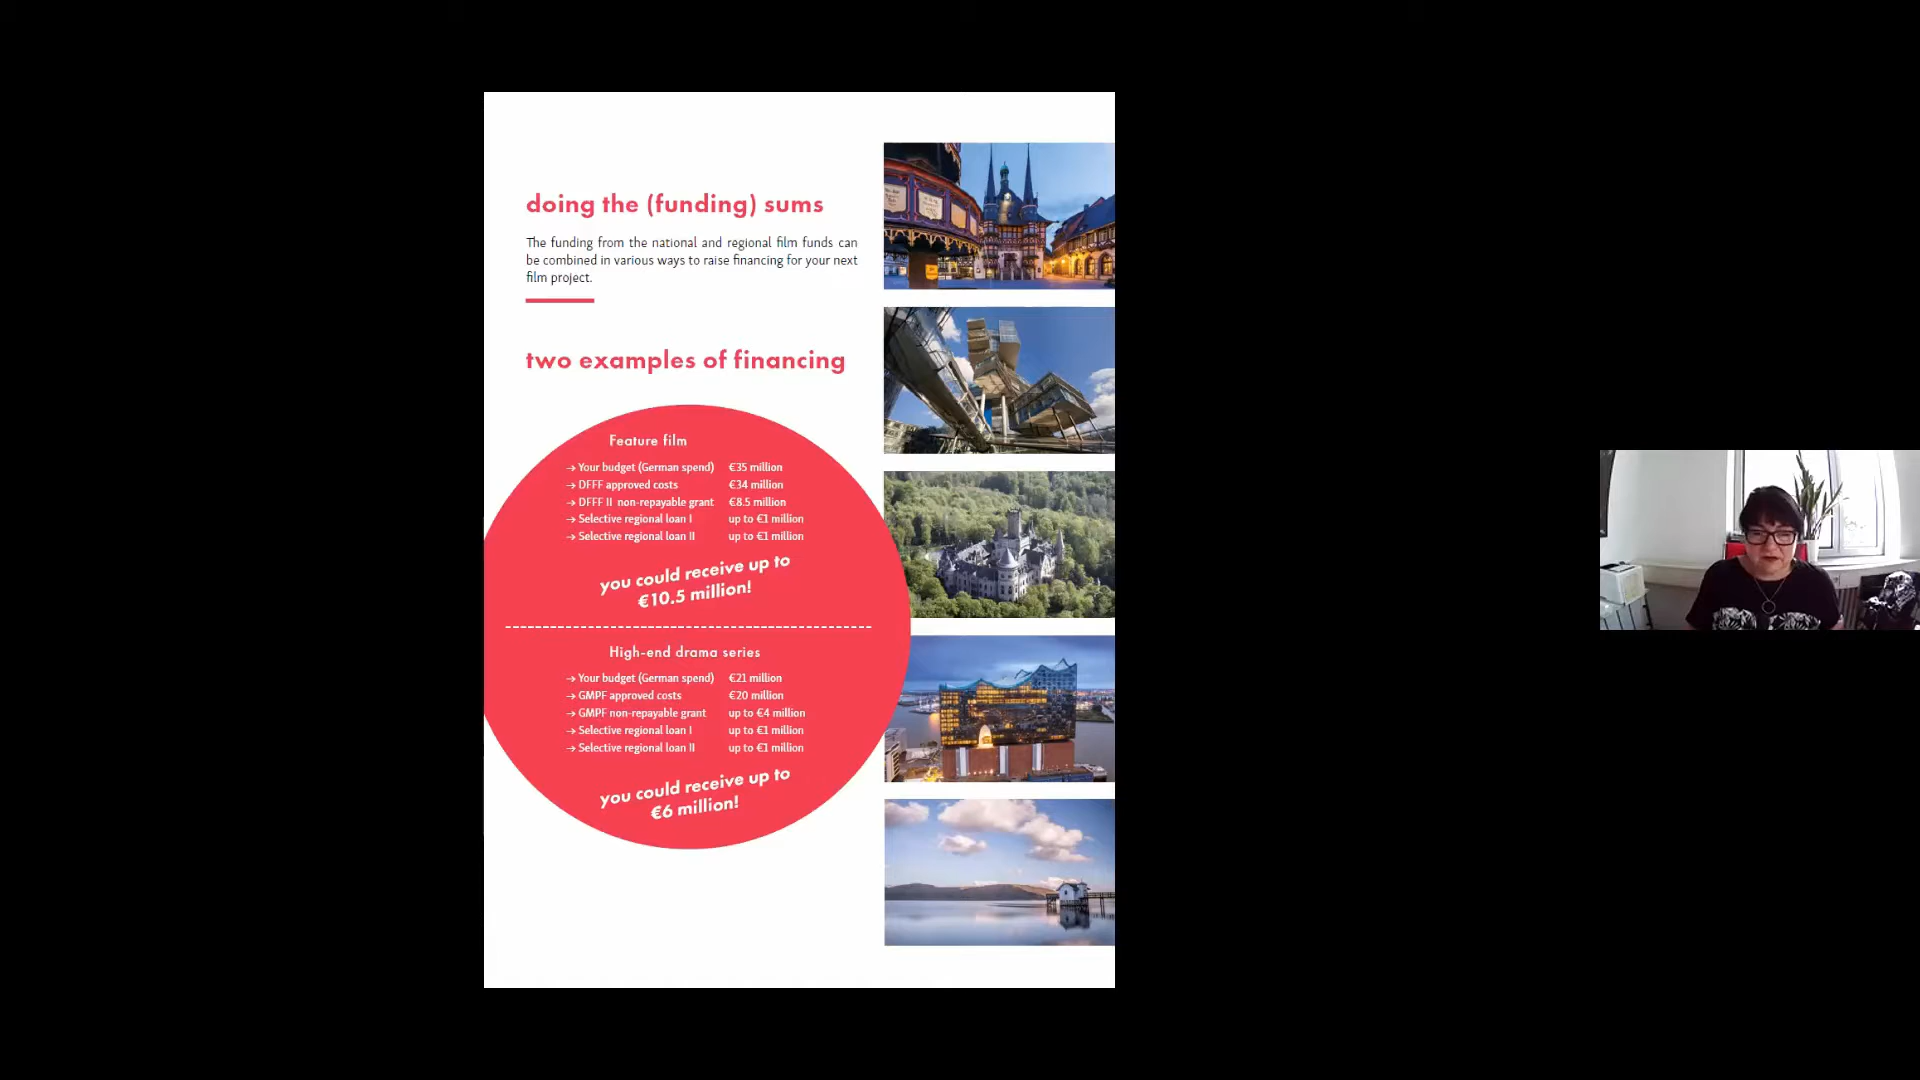 doing the (funding) sums
The funding from the national and regional film funds can
be combined in various ways to raise financing for your next
film project.
two examples of financing
Feature film
→ Your budget (German spend) €35 million
→ DFFF approved costs €34 million
→ DFFF II non-repayable grant €8.5 million
→ Selective regional loan I up to €1 million
→ Selective regional loan II up to €1 million
you could receive up to
€10.5 million!
High-end drama series
→ Your budget (German spend) €21 million
→ GMPF approved costs €20 million
→ GMPF non-repayable grant up to €4 million
→ Selective regional loan I up to €1 million
→ Selective regional loan II up to €1 million
you could receive up to
€6 million!